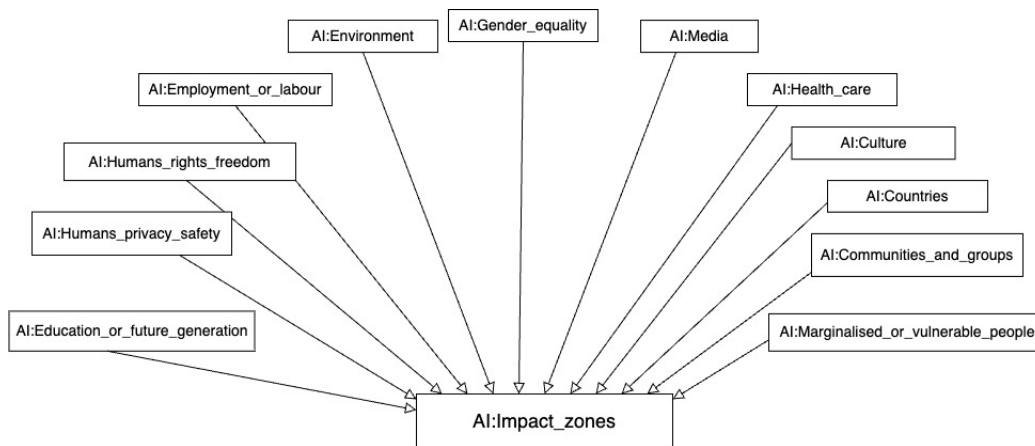 AI:Gender_equality
AI:Environment
AI:Media
AI:Employment_or_labour
AI:Health_care
AI:Humans_rights_freedom
AI:Culture
AI:Countries
AI:Humans_privacy_safety
AI:Communities_and_groups
AI:Education_or_future_generation
AI:Marginalised_or_vulnerable_people
AI:Impact_zones